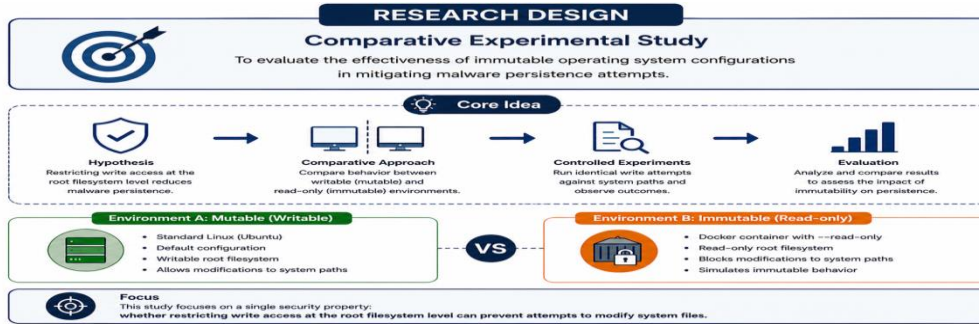 RESEARCH DESIGN
Comparative Experimental Study
To evaluate the effectiveness of immutable operating system configurations
in mitigating malware persistence attempts.
Core Idea
Hypothesis
Restricting write access at the
root filesystem level reduces
malware persistence.
Comparative Approach
Compare behavior between
writable (mutable) and
read-only (immutable) environments.
Controlled Experiments
Run identical write attempts
against system paths and
observe outcomes.
Evaluation
Analyze and compare results
to assess the impact of
immutability on persistence.
Environment A: Mutable (Writable)
• Standard Linux (Ubuntu)
• Default configuration
• Writable root filesystem
• Allows modifications to system paths
VS
Environment B: Immutable (Read-only)
• Docker container with --read-only
• Read-only root filesystem
• Blocks modifications to system paths
• Simulates immutable behavior
Focus
This study focuses on a single security property:
whether restricting write access at the root filesystem level can prevent attempts to modify system files.